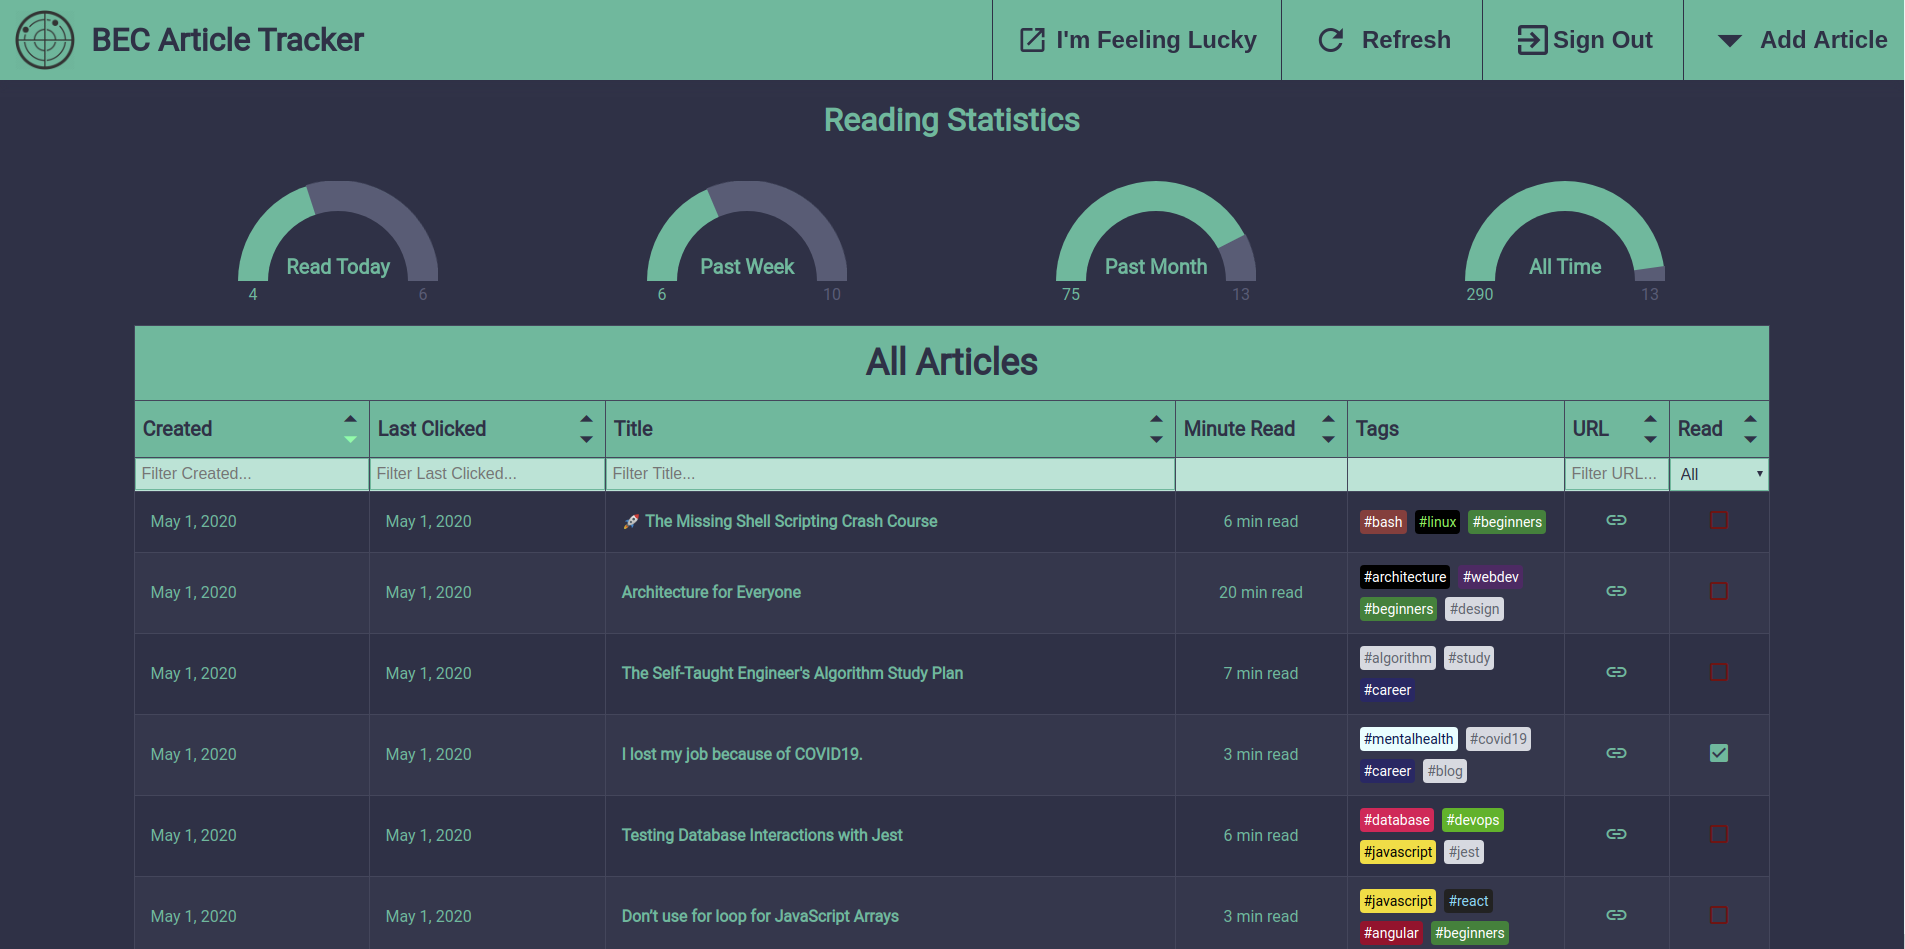 BEC Article Tracker
I'm Feeling Lucky
Refresh
Sign Out
Add Article
Reading Statistics
Read Today
4 6
Past Week
6 10
Past Month
75 13
All Time
290 13
All Articles
Created Last Clicked Title Minute Read Tags URL Read
Filter Created... Filter Last Clicked... Filter Title... Filter URL... All
May 1, 2020 May 1, 2020 🚀 The Missing Shell Scripting Crash Course 6 min read #bash #linux #beginners
May 1, 2020 May 1, 2020 Architecture for Everyone 20 min read #architecture #webdev
#beginners #design
May 1, 2020 May 1, 2020 The Self-Taught Engineer's Algorithm Study Plan 7 min read #algorithm #study
#career
May 1, 2020 May 1, 2020 I lost my job because of COVID19. 3 min read #mentalhealth #covid19
#career #blog
May 1, 2020 May 1, 2020 Testing Database Interactions with Jest 6 min read #database #devops
#javascript #jest
May 1, 2020 May 1, 2020 Don't use for loop for JavaScript Arrays 3 min read #javascript #react
#angular #beginners